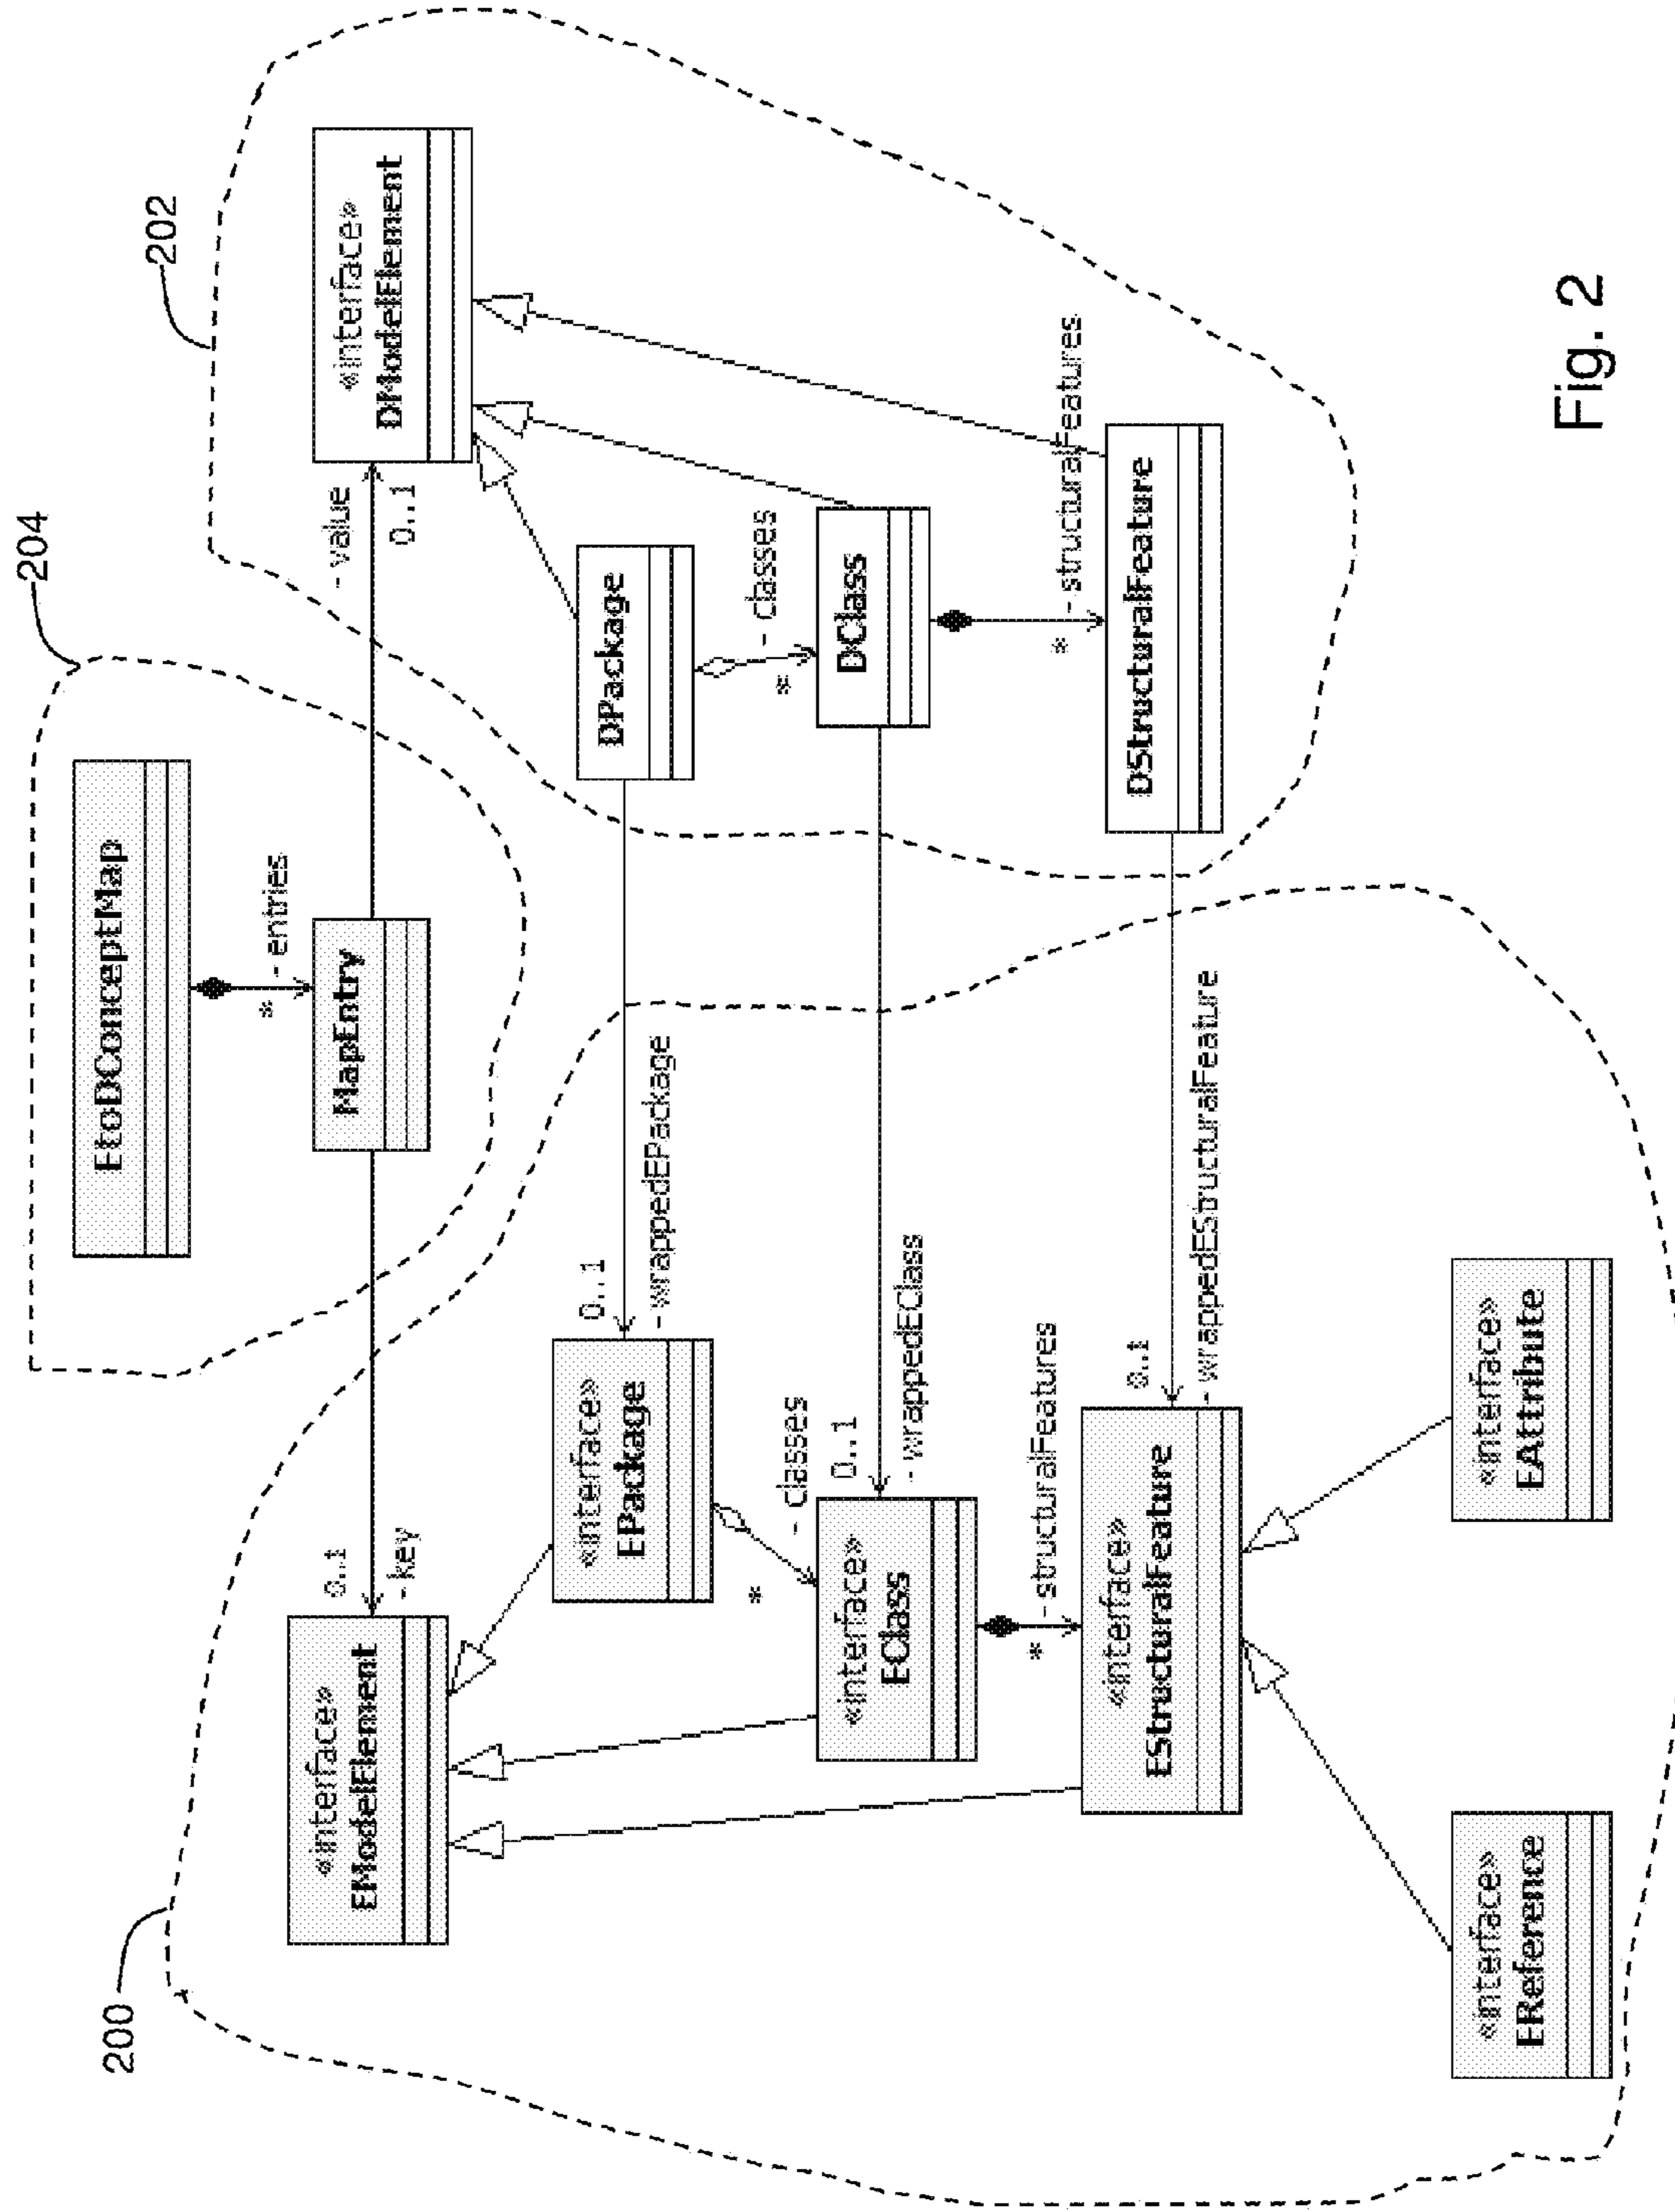 204
EtoDConceptMap
* - entries
MapEntry
202
- value
0..1
«interface»
DModelElement
DPackage
* - classes
DClass
* - structuralFeatures
DStructuralFeature
200
0..1
- key
«interface»
EModelElement
0..1
- wrappedEPackage
«interface»
EPackage
* - classes
0..1
- wrappedEClass
«interface»
EClass
* - structuralFeatures
0..1
- wrappedEStructuralFeature
«interface»
EStructuralFeature
«interface»
EReference
«interface»
EAttribute
Fig. 2